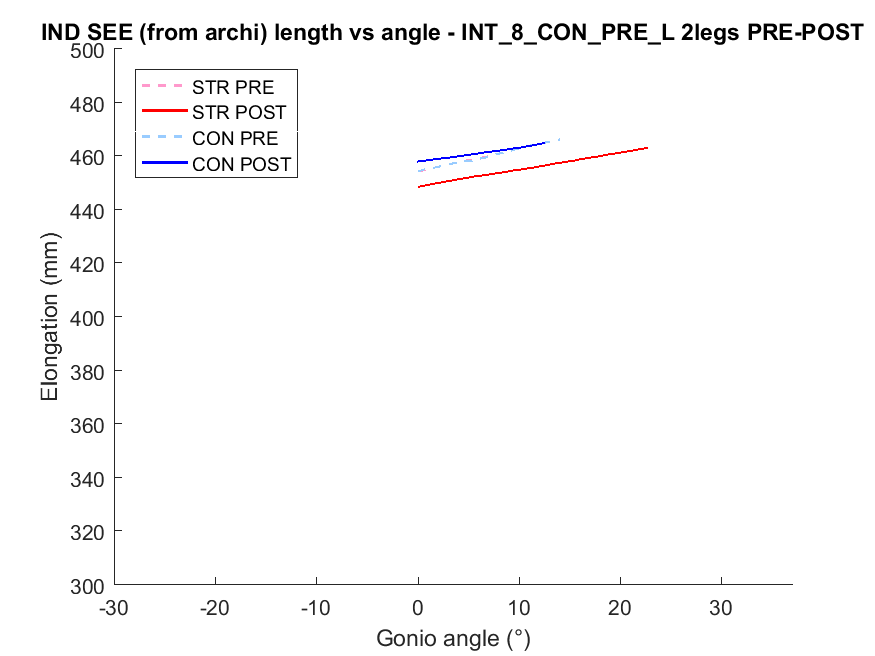 IND SEE (from archi) length vs angle - INT_8_CON_PRE_L 2legs PRE-POST
500
480
460
440
420
400
380
360
340
320
300
Elongation (mm)
STR PRE
STR POST
CON PRE
CON POST
-30
-20
-10
0
10
20
30
Gonio angle (°)